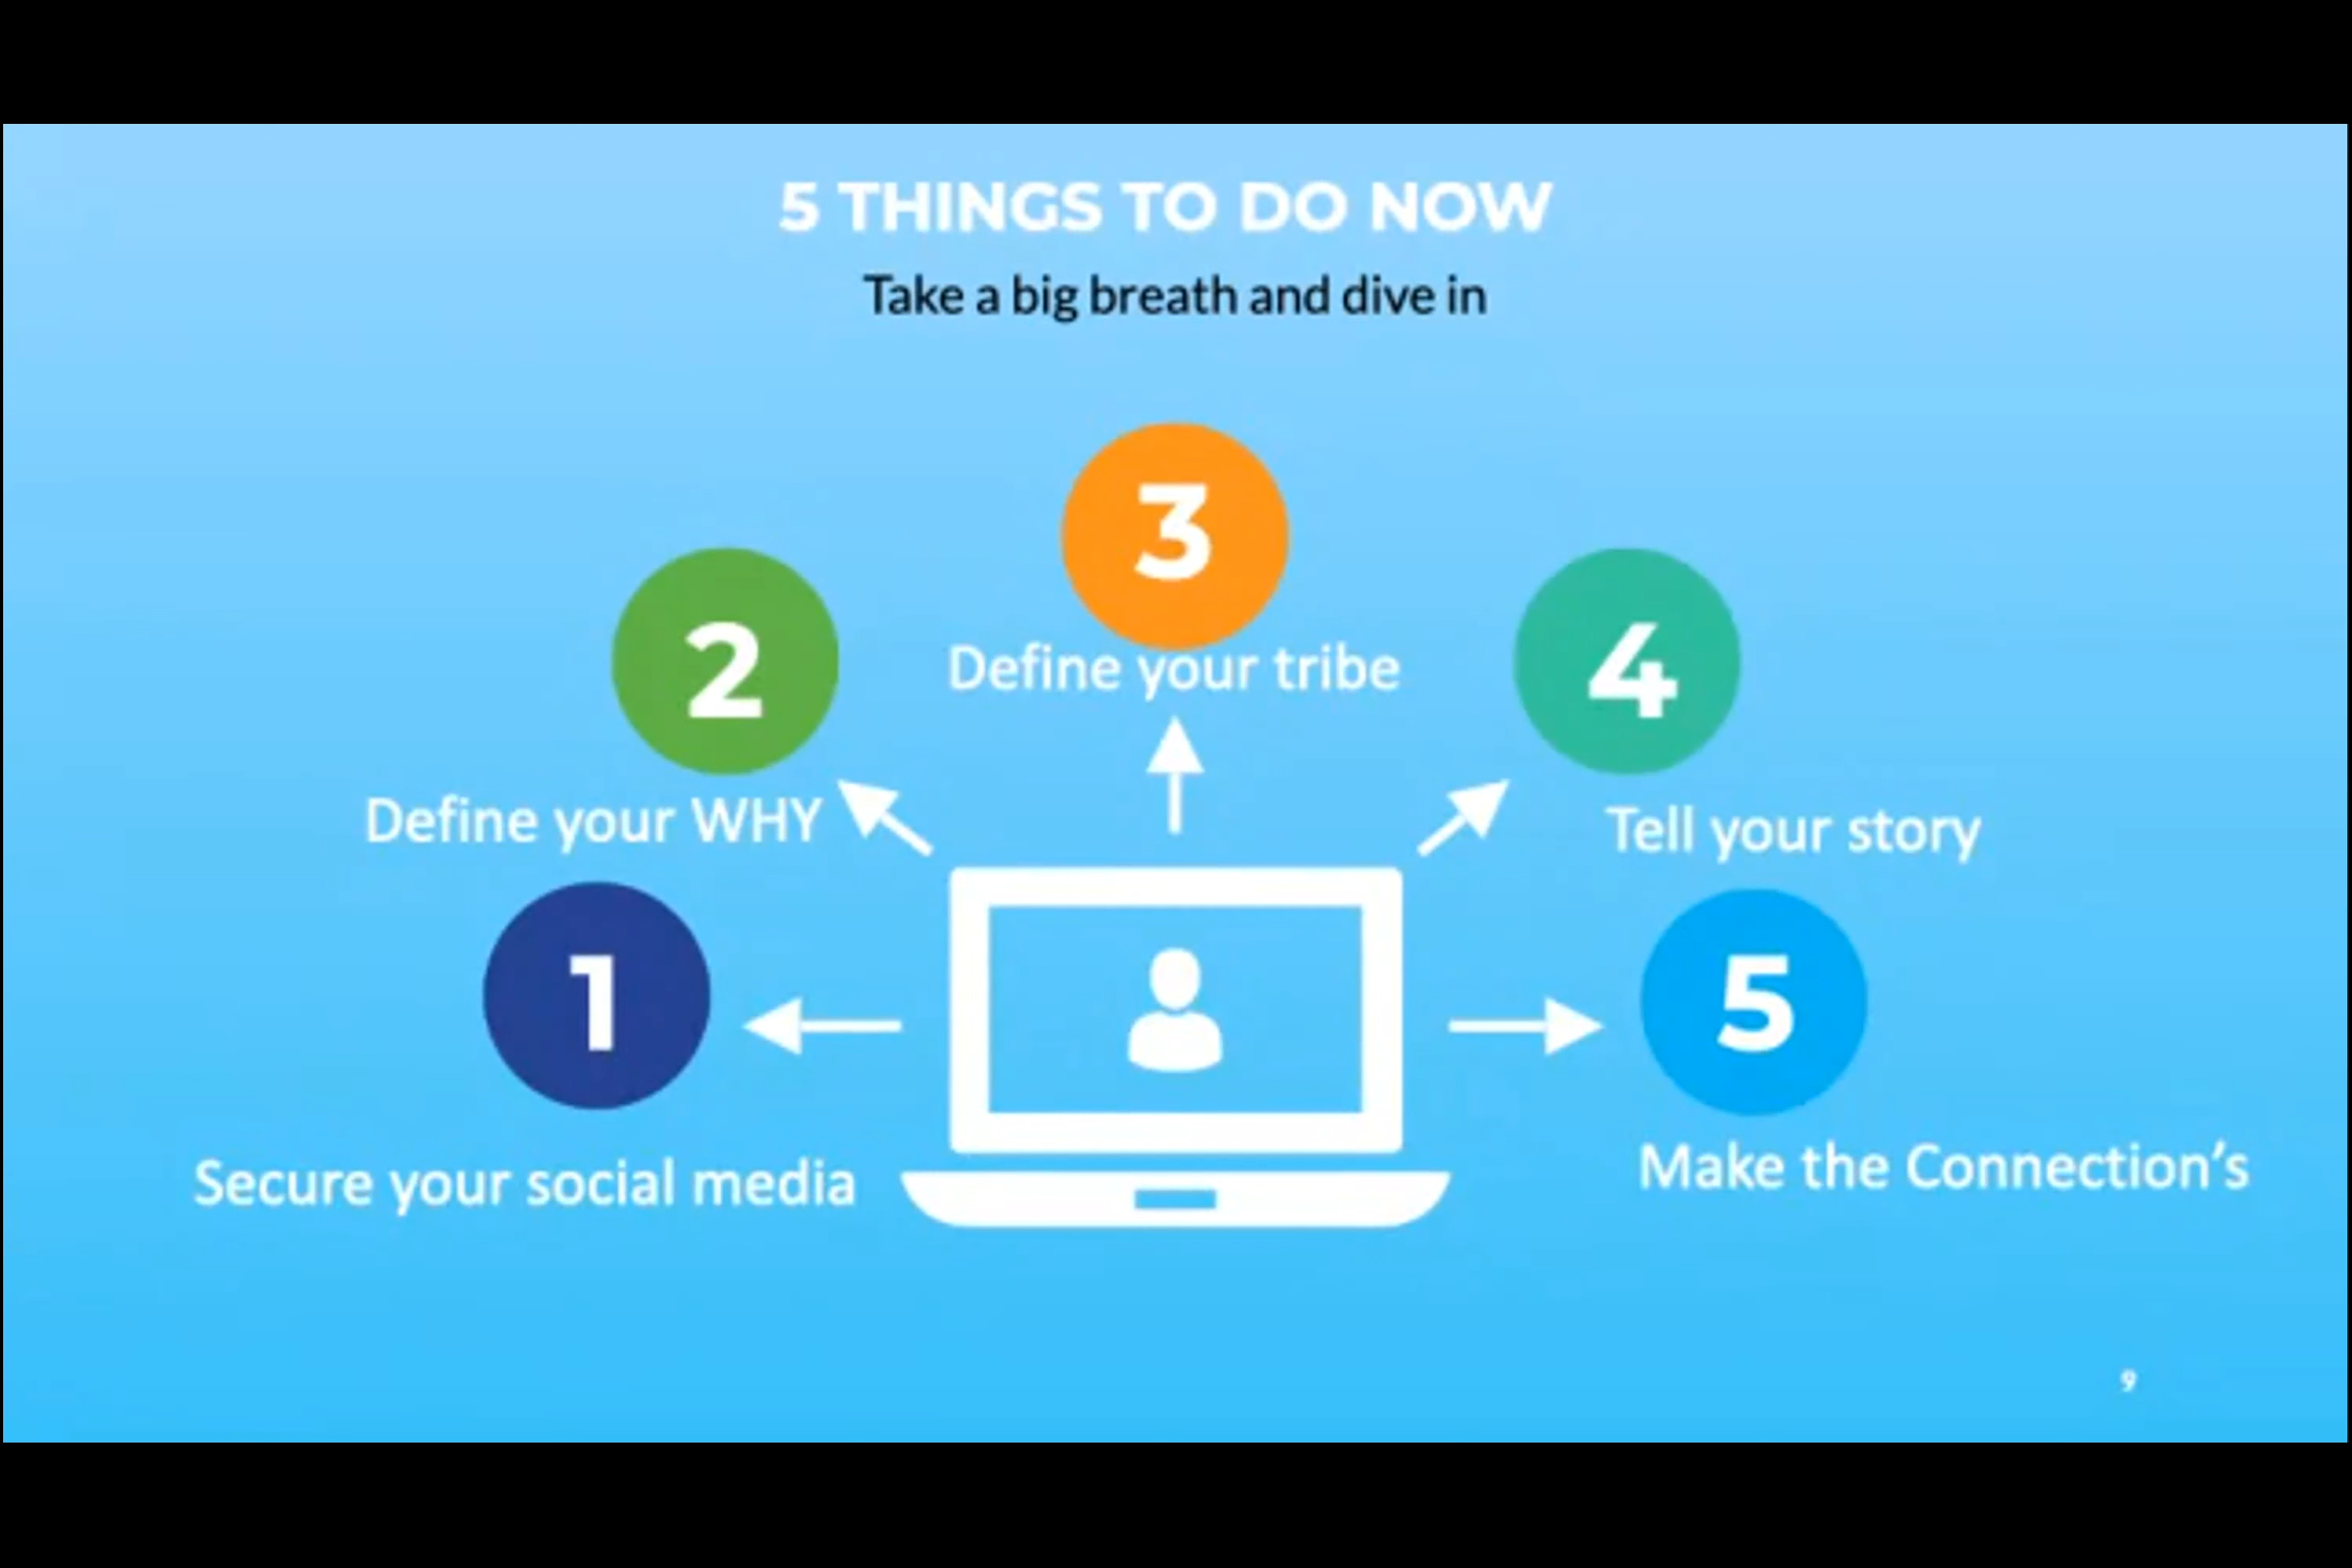 5 THINGS TO DO NOW
Take a big breath and dive in
1
Secure your social media
2
Define your WHY
3
Define your tribe
4
Tell your story
5
Make the Connection’s
9